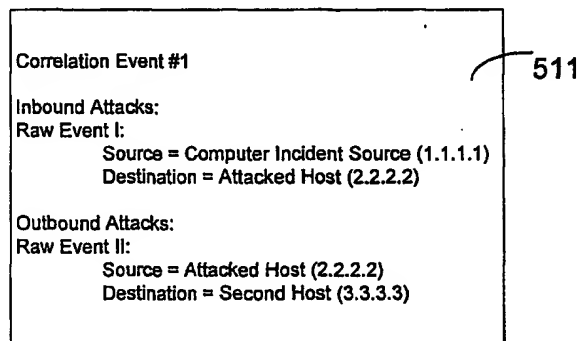 Correlation Event #1
511
Inbound Attacks:
Raw Event I:
Source = Computer Incident Source (1.1.1.1)
Destination = Attacked Host (2.2.2.2)
Outbound Attacks:
Raw Event II:
Source = Attacked Host (2.2.2.2)
Destination = Second Host (3.3.3.3)